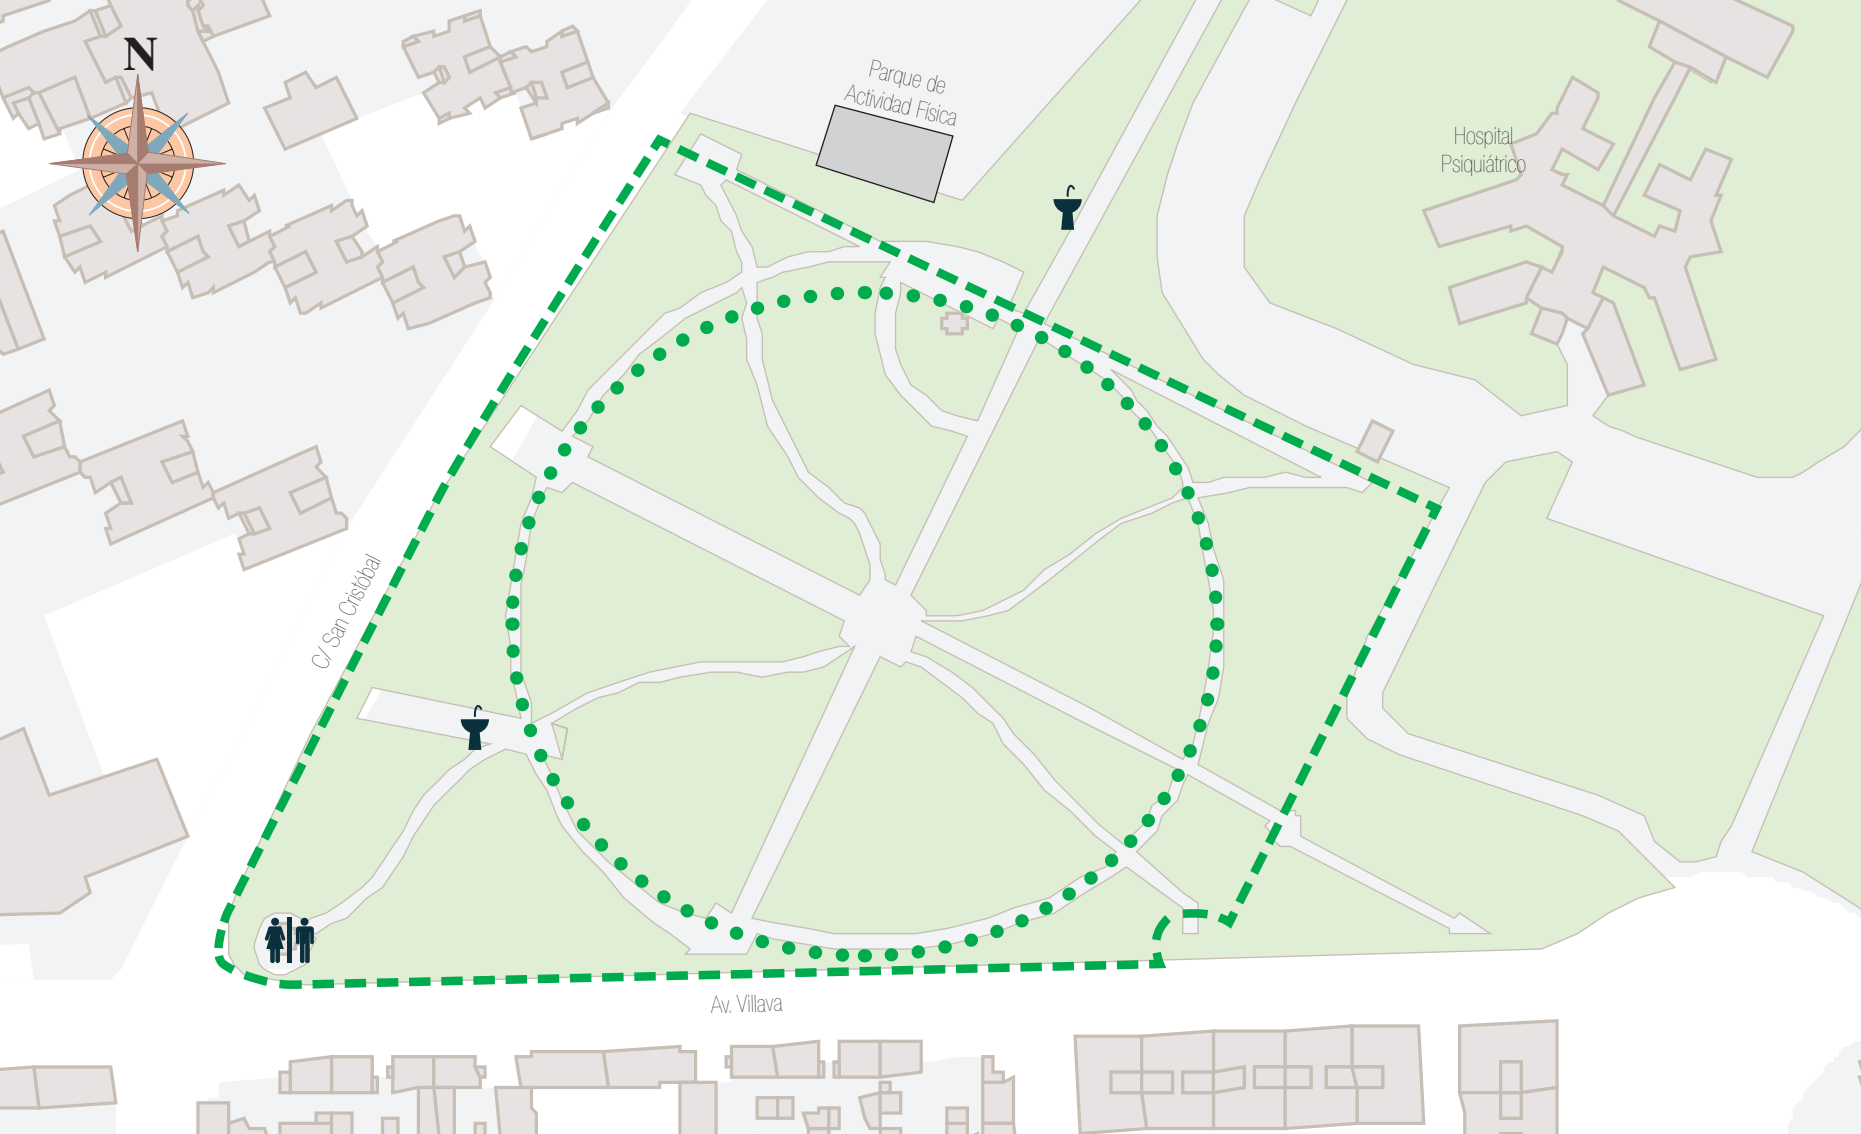 N
Parque de
Actividad Física
Hospital
Psiquiátrico
C/ San Cristóbal
Av. Villava